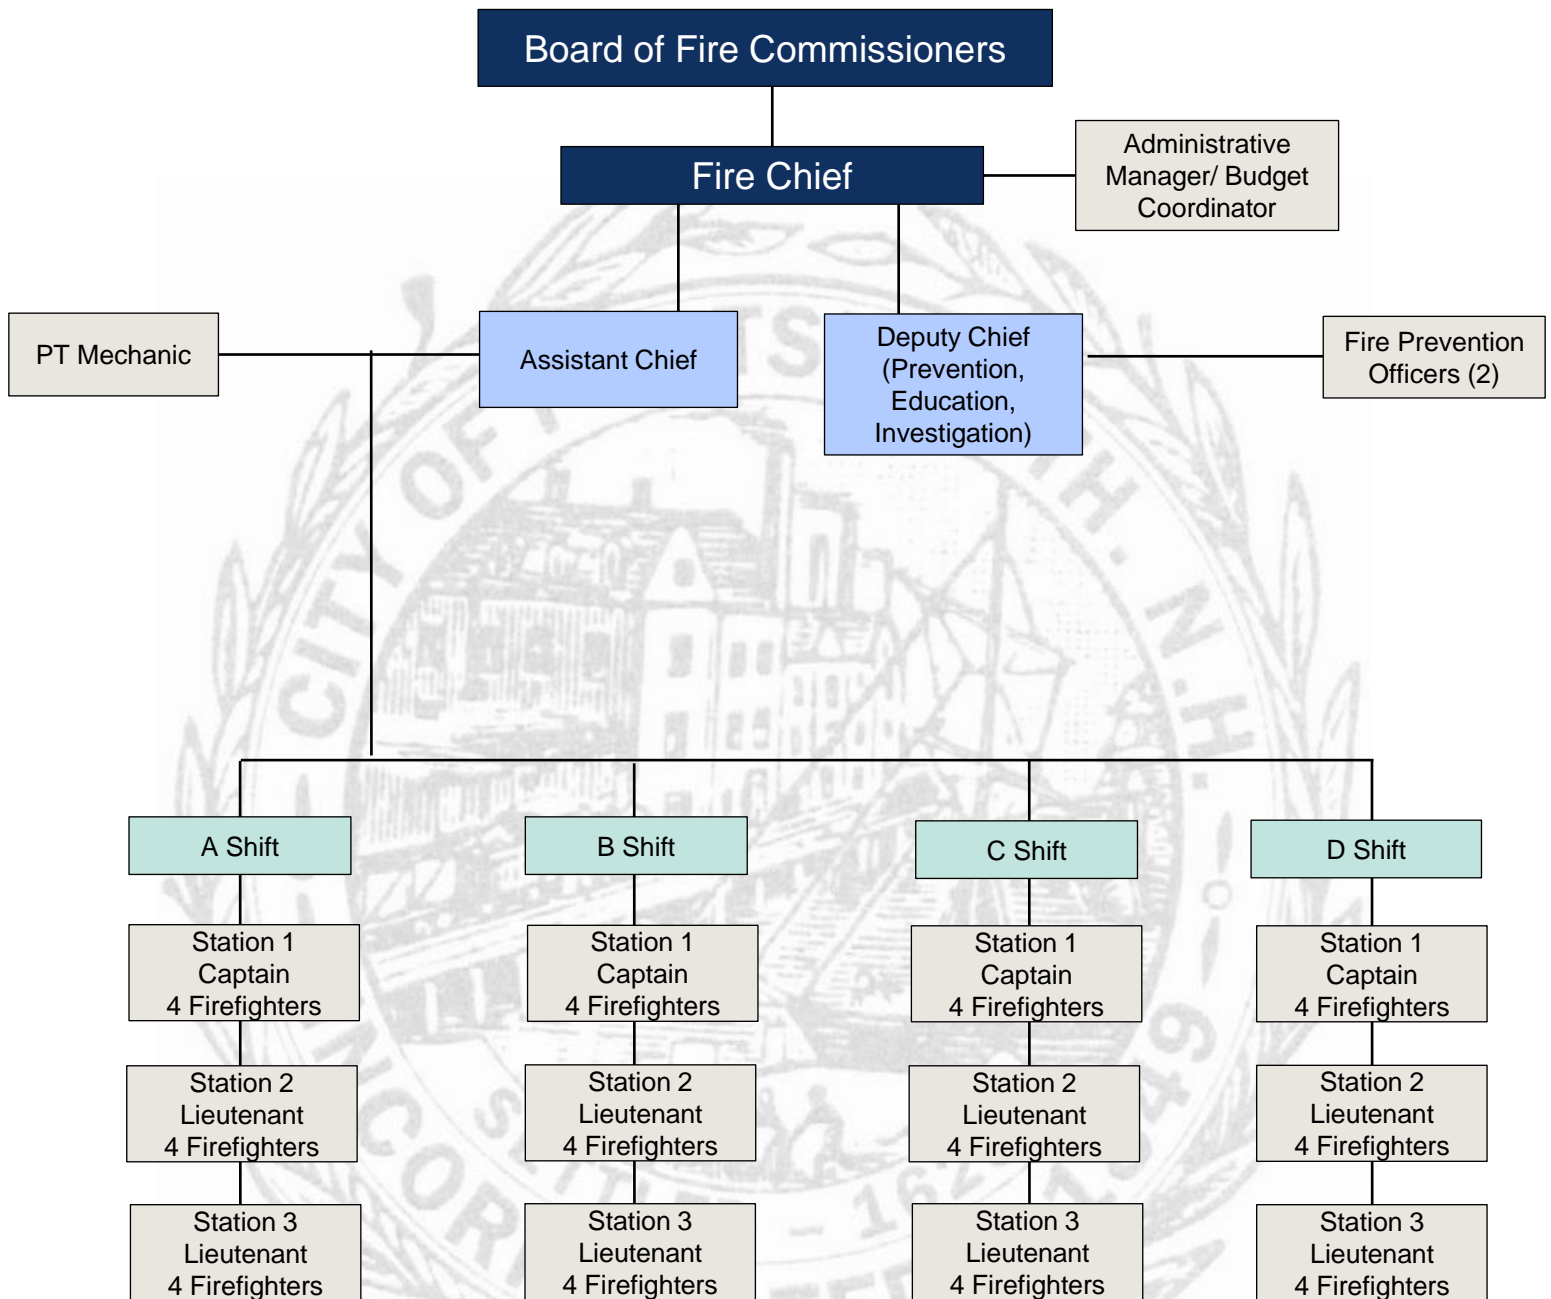 Board of Fire Commissioners
Fire Chief
Administrative
Manager/ Budget
Coordinator
PT Mechanic
Assistant Chief
Deputy Chief
(Prevention,
Education,
Investigation)
Fire Prevention
Officers (2)
A Shift
B Shift
C Shift
D Shift
Station 1
Captain
4 Firefighters
Station 1
Captain
4 Firefighters
Station 1
Captain
4 Firefighters
Station 1
Captain
4 Firefighters
Station 2
Lieutenant
4 Firefighters
Station 2
Lieutenant
4 Firefighters
Station 2
Lieutenant
4 Firefighters
Station 2
Lieutenant
4 Firefighters
Station 3
Lieutenant
4 Firefighters
Station 3
Lieutenant
4 Firefighters
Station 3
Lieutenant
4 Firefighters
Station 3
Lieutenant
4 Firefighters
CITY OF
N.H.